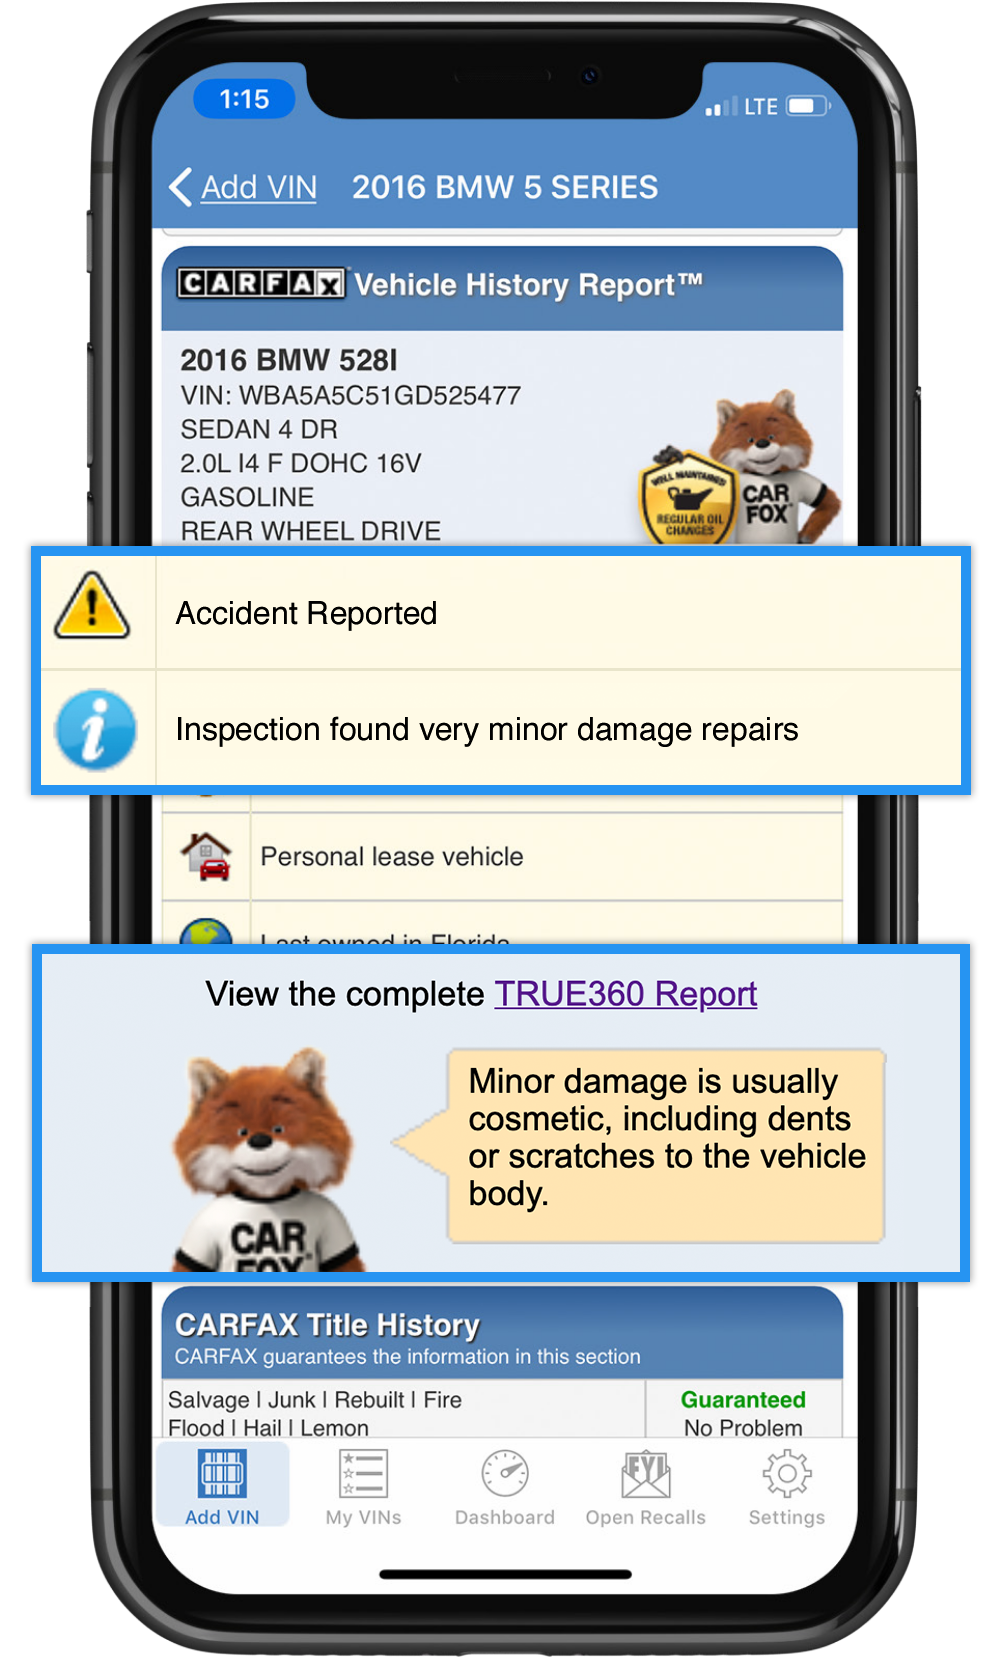 1:15
LTE
Add VIN 2016 BMW 5 SERIES
CARFAX Vehicle History Report™
2016 BMW 528I
VIN: WBA5A5C51GD525477
SEDAN 4 DR
2.0L I4 F DOHC 16V
GASOLINE
REAR WHEEL DRIVE
WELL MAINTAINED!
REGULAR OIL
CHANGES
CAR
FOX
Accident Reported
Inspection found very minor damage repairs
Personal lease vehicle
Last owned in Florida
View the complete TRUE360 Report
Minor damage is usually
cosmetic, including dents
or scratches to the vehicle
body.
CAR
FOX
CARFAX Title History
CARFAX guarantees the information in this section
Salvage | Junk | Rebuilt | Fire
Flood | Hail | Lemon
Guaranteed
No Problem
FYI
Add VIN
My VINs
Dashboard
Open Recalls
Settings